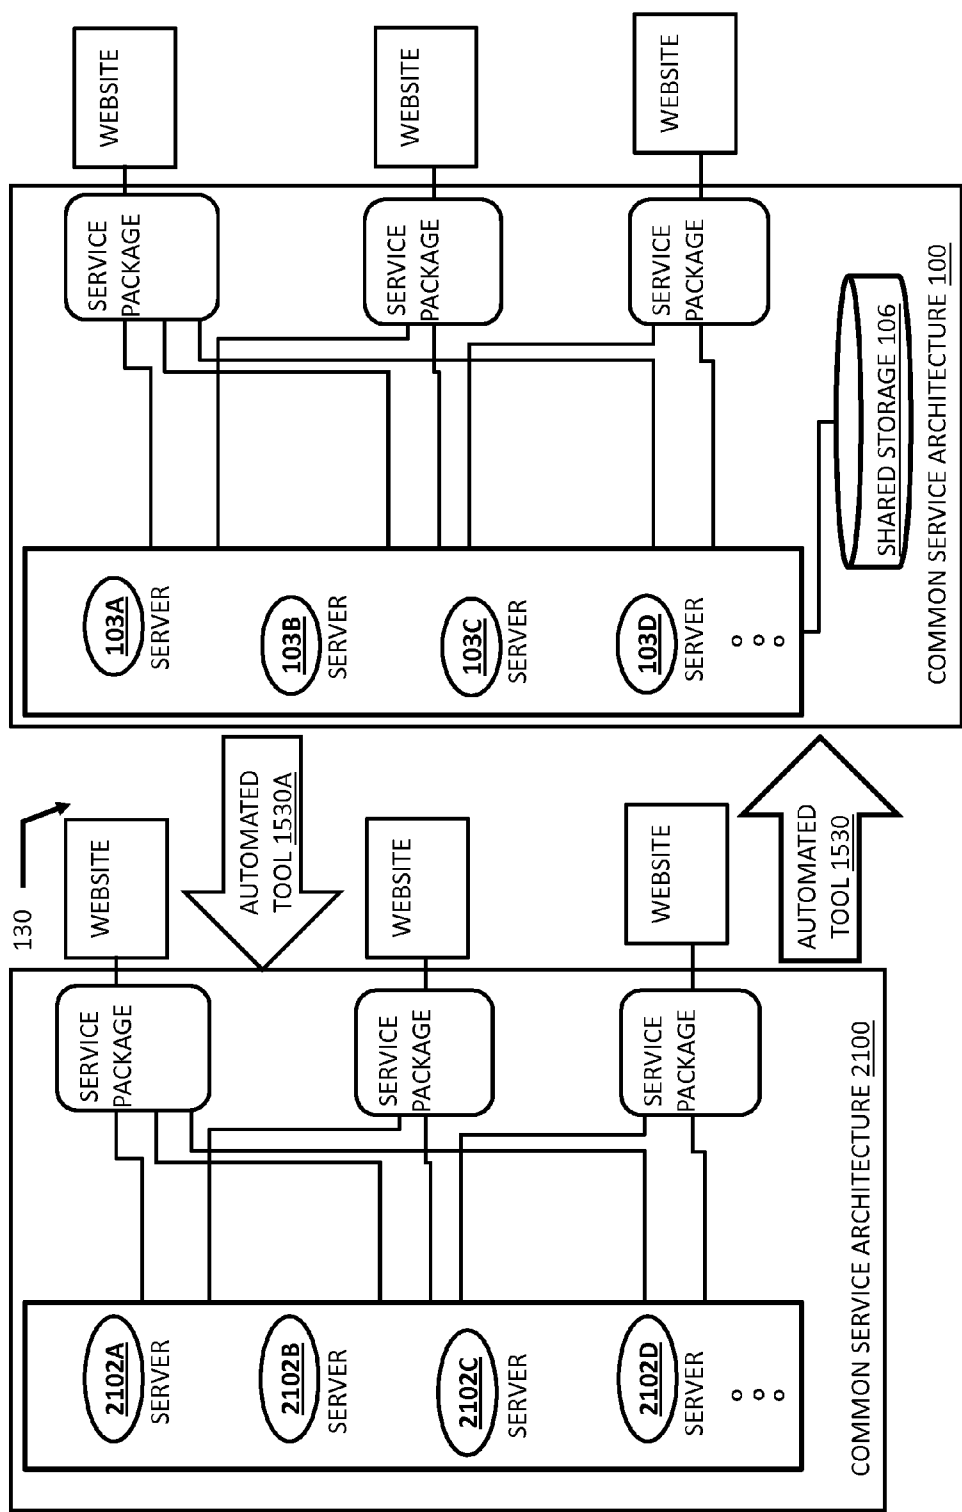 130
2102A
SERVER
2102B
SERVER
2102C
SERVER
2102D
SERVER
SERVICE
PACKAGE
SERVICE
PACKAGE
SERVICE
PACKAGE
WEBSITE
WEBSITE
WEBSITE
COMMON SERVICE ARCHITECTURE 2100
AUTOMATED
TOOL 1530A
AUTOMATED
TOOL 1530
103A
SERVER
103B
SERVER
103C
SERVER
103D
SERVER
SERVICE
PACKAGE
SERVICE
PACKAGE
SERVICE
PACKAGE
WEBSITE
WEBSITE
WEBSITE
SHARED STORAGE 106
COMMON SERVICE ARCHITECTURE 100